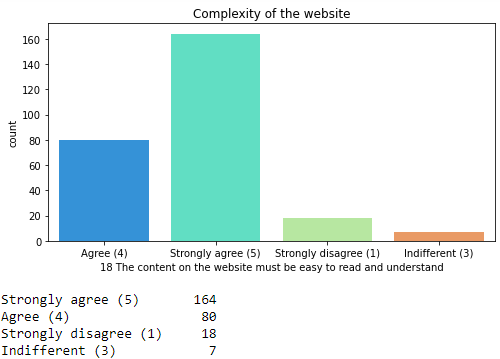 Complexity of the website
160
140
120
100
80
60
40
20
0
count
Agree (4) Strongly agree (5) Strongly disagree (1) Indifferent (3)
18 The content on the website must be easy to read and understand
Strongly agree (5) 164
Agree (4) 80
Strongly disagree (1) 18
Indifferent (3) 7